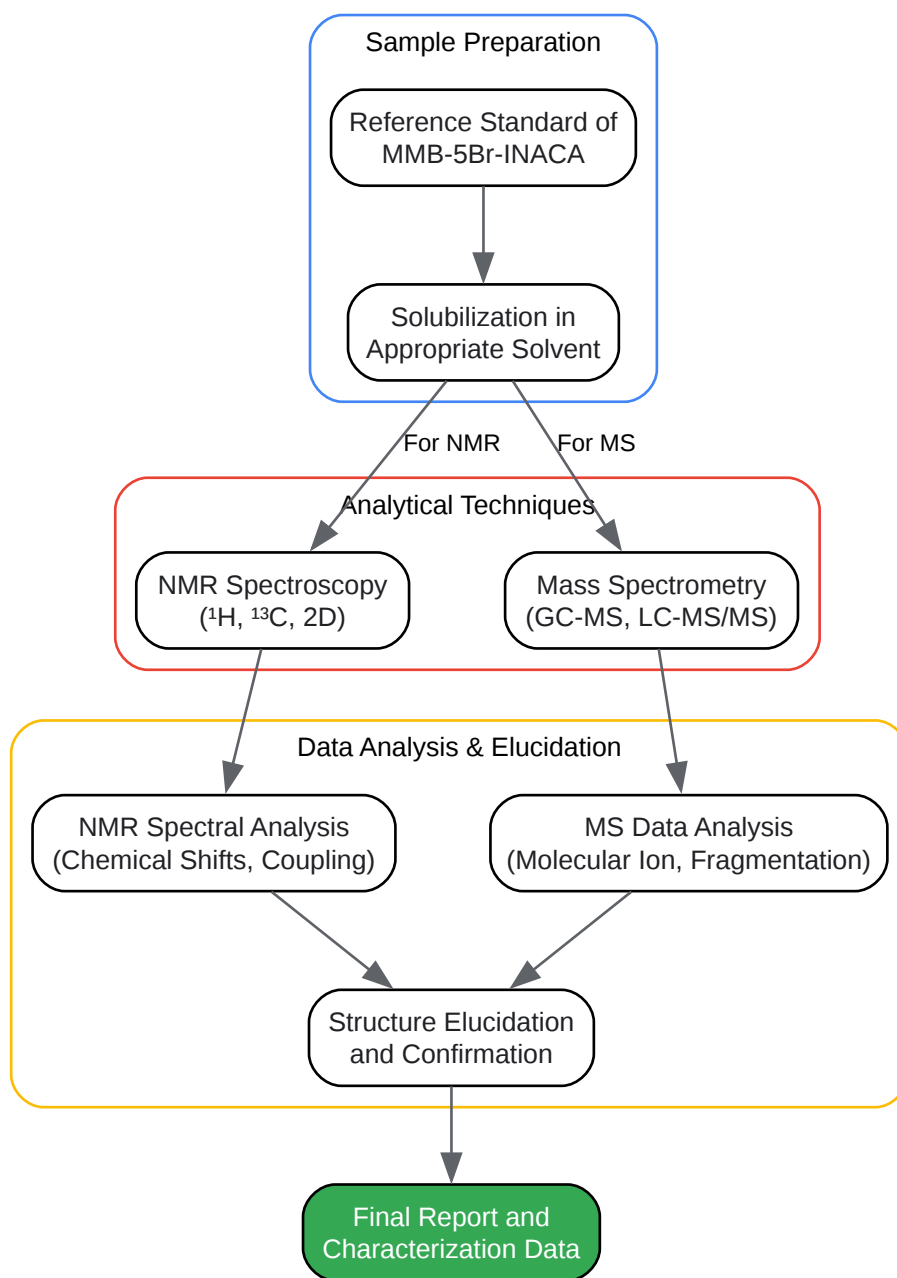 Sample Preparation
Reference Standard of
MMB-5Br-INACA
Solubilization in
Appropriate Solvent
For NMR
For MS
Analytical Techniques
NMR Spectroscopy
(¹H, ¹³C, 2D)
Mass Spectrometry
(GC-MS, LC-MS/MS)
Data Analysis & Elucidation
NMR Spectral Analysis
(Chemical Shifts, Coupling)
MS Data Analysis
(Molecular Ion, Fragmentation)
Structure Elucidation
and Confirmation
Final Report and
Characterization Data